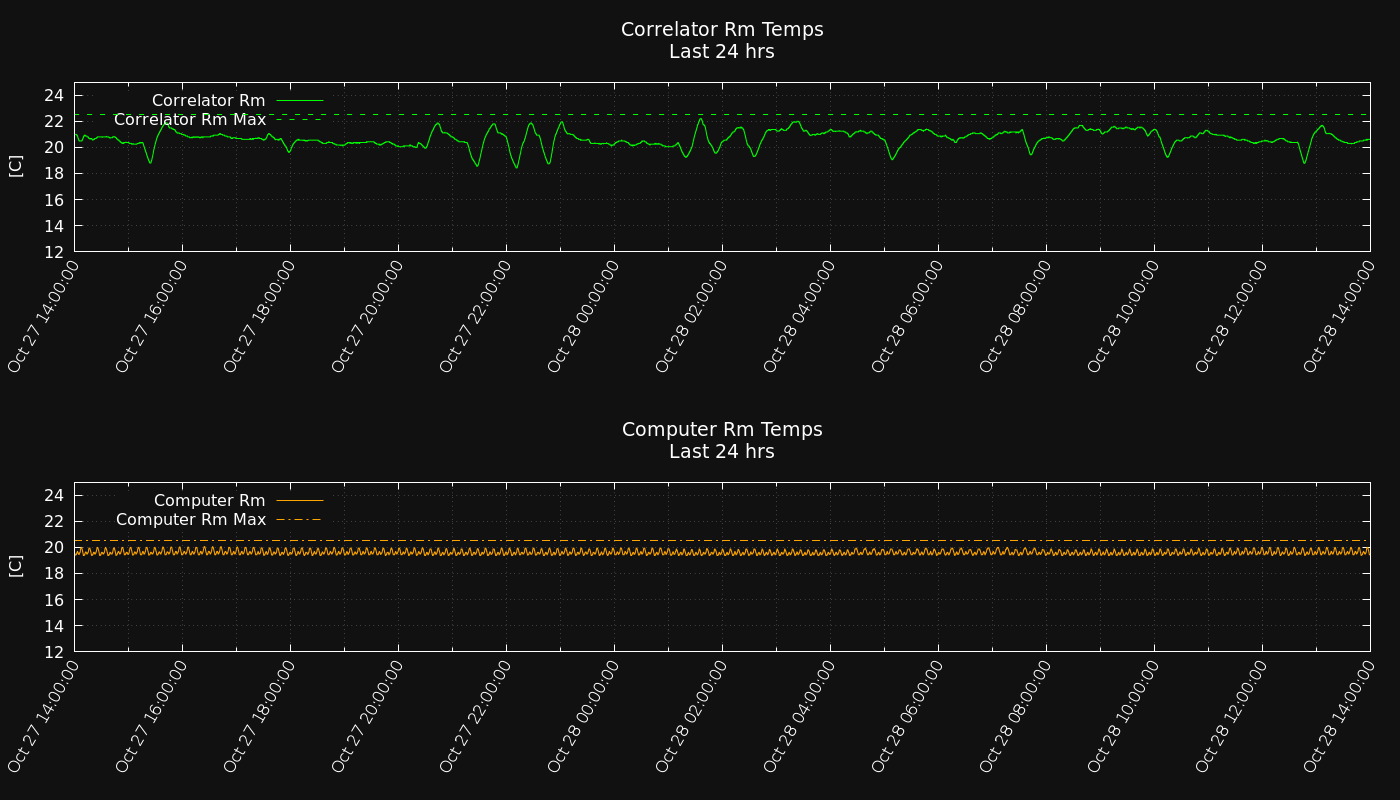 Correlator Rm Temps
Last 24 hrs
Correlator Rm
Correlator Rm Max
[C]
24
22
20
18
16
14
12
Oct 27 14:00:00
Oct 27 16:00:00
Oct 27 18:00:00
Oct 27 20:00:00
Oct 27 22:00:00
Oct 28 00:00:00
Oct 28 02:00:00
Oct 28 04:00:00
Oct 28 06:00:00
Oct 28 08:00:00
Oct 28 10:00:00
Oct 28 12:00:00
Oct 28 14:00:00
Computer Rm Temps
Last 24 hrs
Computer Rm
Computer Rm Max
[C]
24
22
20
18
16
14
12
Oct 27 14:00:00
Oct 27 16:00:00
Oct 27 18:00:00
Oct 27 20:00:00
Oct 27 22:00:00
Oct 28 00:00:00
Oct 28 02:00:00
Oct 28 04:00:00
Oct 28 06:00:00
Oct 28 08:00:00
Oct 28 10:00:00
Oct 28 12:00:00
Oct 28 14:00:00